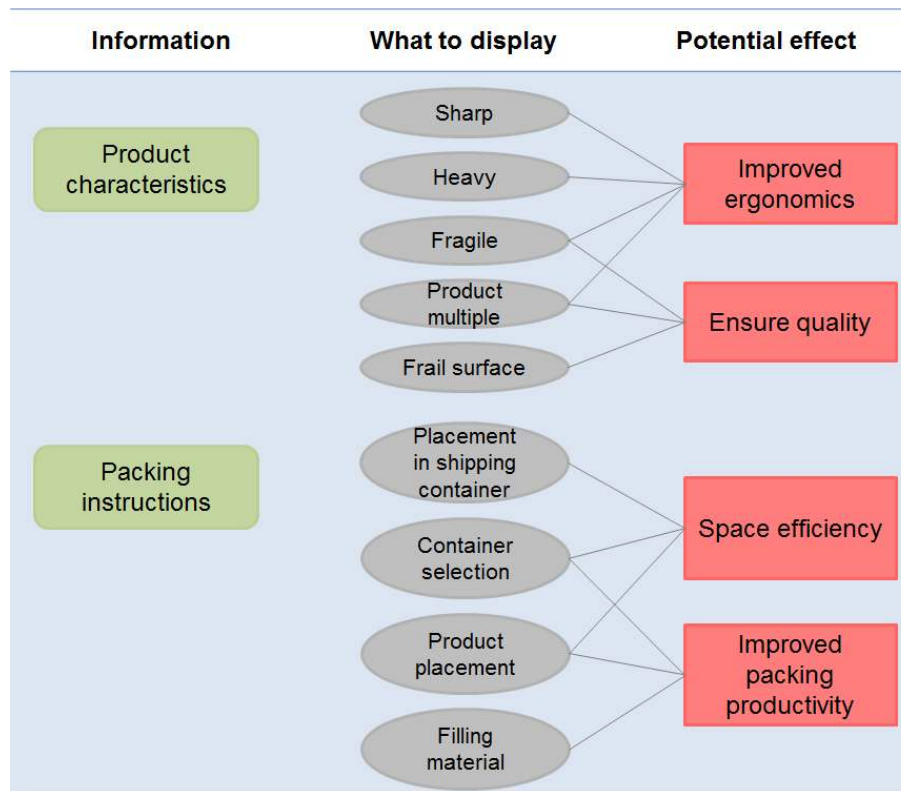 Information
What to display
Potential effect
Product
characteristics
Sharp
Heavy
Fragile
Product
multiple
Frail surface
Improved
ergonomics
Ensure quality
Packing
instructions
Placement
in shipping
container
Container
selection
Product
placement
Filling
material
Space efficiency
Improved
packing
productivity